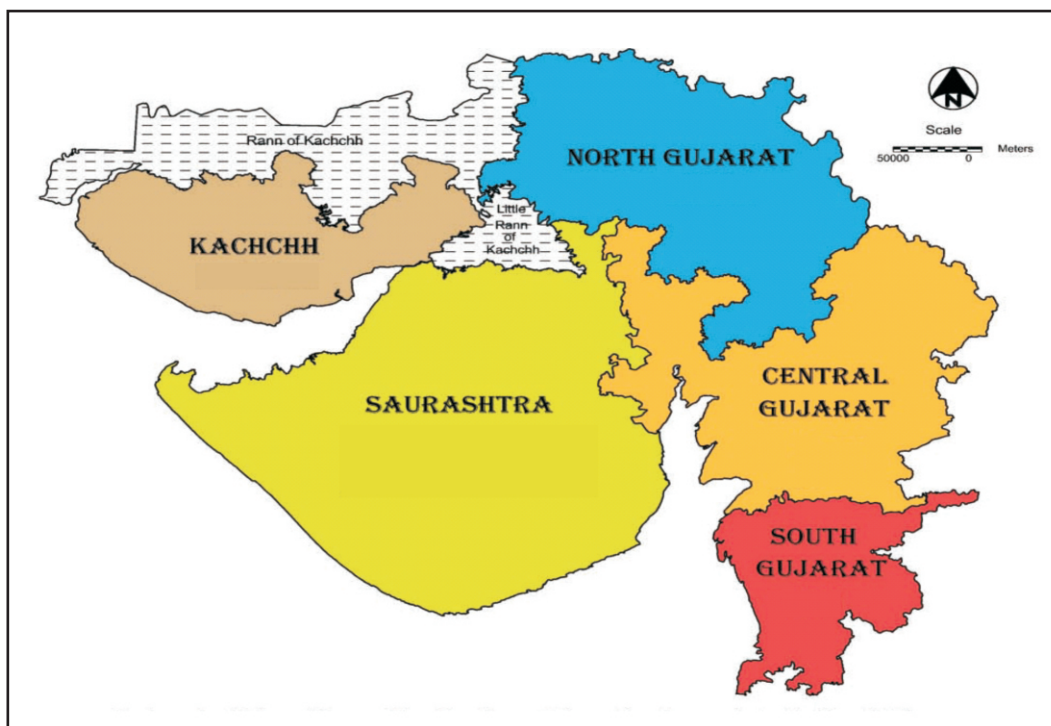 N
Scale
50000 0 Meters
Rann of Kachchh
NORTH GUJARAT
Little
Rann
of
Kachchh
KACHCHH
SAURASHTRA
CENTRAL
GUJARAT
SOUTH
GUJARAT